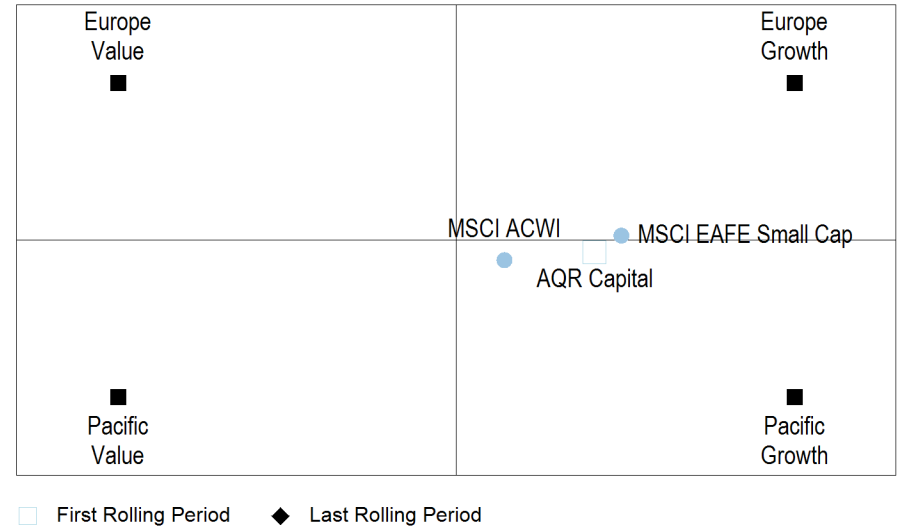 Europe
Value
Europe
Growth
MSCI ACWI
MSCI EAFE Small Cap
AQR Capital
Pacific
Value
Pacific
Growth
First Rolling Period
Last Rolling Period